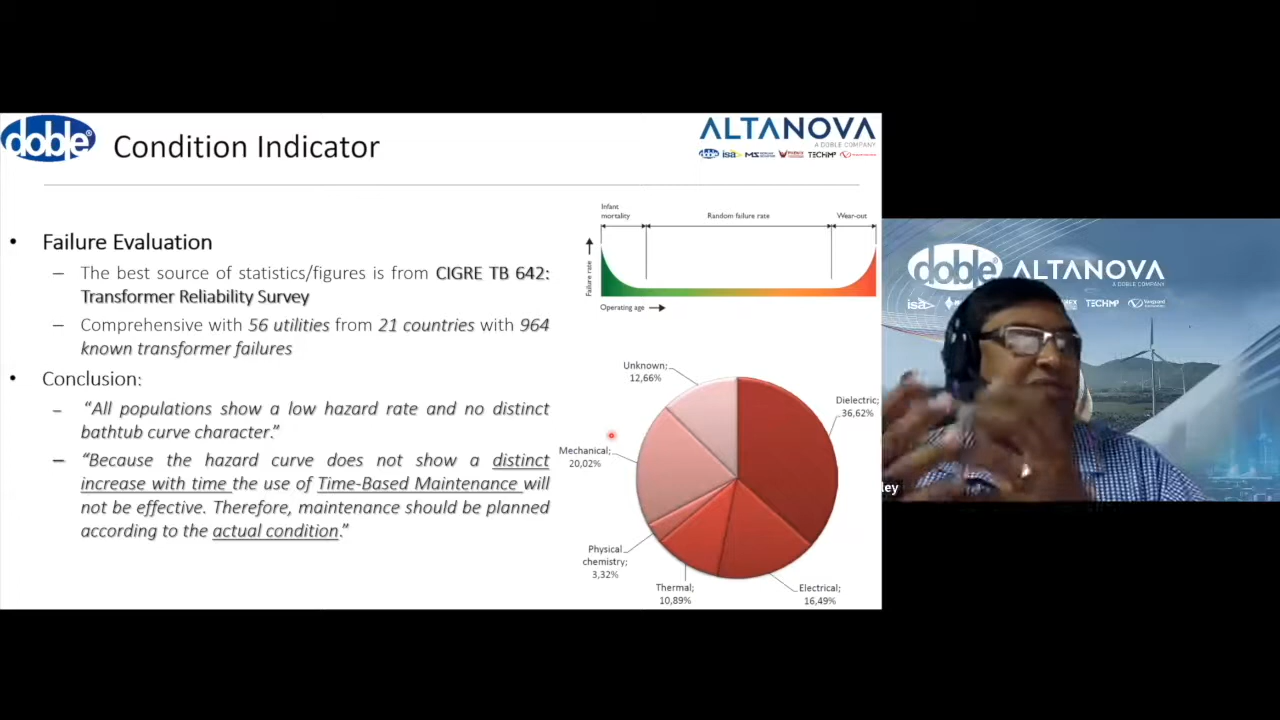 doble®
Condition Indicator
ALTANOVA
A DOBLE COMPANY
doble isa TECHIMP
• Failure Evaluation
– The best source of statistics/figures is from CIGRE TB 642:
Transformer Reliability Survey
– Comprehensive with 56 utilities from 21 countries with 964
known transformer failures
• Conclusion:
– “All populations show a low hazard rate and no distinct
bathtub curve character.”
– “Because the hazard curve does not show a distinct
increase with time the use of Time-Based Maintenance will
not be effective. Therefore, maintenance should be planned
according to the actual condition.”
Infant
mortality
Random failure rate
Wear-out
Failure rate
Operating age
Unknown;
12,66%
Dielectric;
36,62%
Mechanical;
20,02%
Physical
chemistry;
3,32%
Thermal;
10,89%
Electrical;
16,49%
doble ALTANOVA
A DOBLE COMPANY
isa TECHIMP
ley